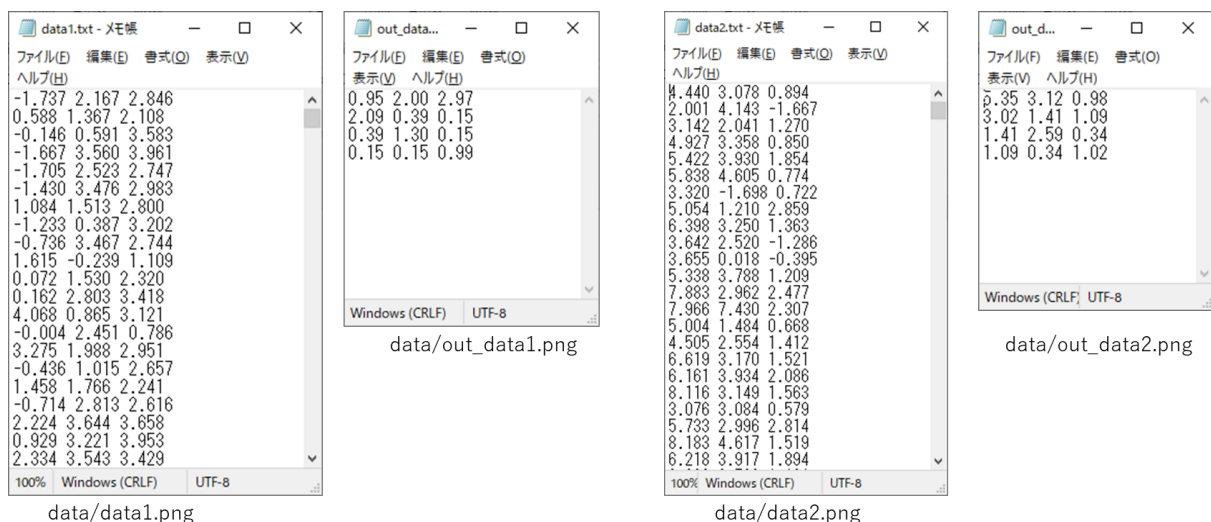 data1.txt - メモ帳
ファイル(F) 編集(E) 書式(O) 表示(V)
ヘルプ(H)
-1.737 2.167 2.846
0.588 1.367 2.108
-0.146 0.591 3.583
-1.667 3.560 3.961
-1.705 2.523 2.747
-1.430 3.476 2.983
1.084 1.513 2.800
-1.233 0.387 3.202
-0.736 3.467 2.744
1.615 -0.239 1.109
0.072 1.530 2.320
0.162 2.803 3.418
4.068 0.865 3.121
-0.004 2.451 0.786
3.275 1.988 2.951
-0.436 1.015 2.657
1.458 1.766 2.241
-0.714 2.813 2.616
2.224 3.644 3.658
0.929 3.221 3.953
2.334 3.543 3.429
100% Windows (CRLF) UTF-8
data/data1.png
out_data...
ファイル(F) 編集(E) 書式(O)
表示(V) ヘルプ(H)
0.95 2.00 2.97
2.09 0.39 0.15
0.39 1.30 0.15
0.15 0.15 0.99
Windows (CRLF) UTF-8
data/out_data1.png
data2.txt - メモ帳
ファイル(F) 編集(E) 書式(O) 表示(V)
ヘルプ(H)
4.440 3.078 0.894
2.001 4.143 -1.667
3.142 2.041 1.270
4.927 3.358 0.850
5.422 3.930 1.854
5.838 4.605 0.774
3.320 -1.698 0.722
5.054 1.210 2.859
6.398 3.250 1.363
3.642 2.520 -1.286
3.655 0.018 -0.395
5.338 3.788 1.209
7.883 2.962 2.477
7.966 7.430 2.307
5.004 1.484 0.668
4.505 2.554 1.412
6.619 3.170 1.521
6.161 3.934 2.086
8.116 3.149 1.563
3.076 3.084 0.579
5.733 2.996 2.814
8.183 4.617 1.519
6.218 3.917 1.894
100% Windows (CRLF) UTF-8
data/data2.png
out_d...
ファイル(F) 編集(E) 書式(O)
表示(V) ヘルプ(H)
5.35 3.12 0.98
3.02 1.41 1.09
1.41 2.59 0.34
1.09 0.34 1.02
Windows (CRLF) UTF-8
data/out_data2.png